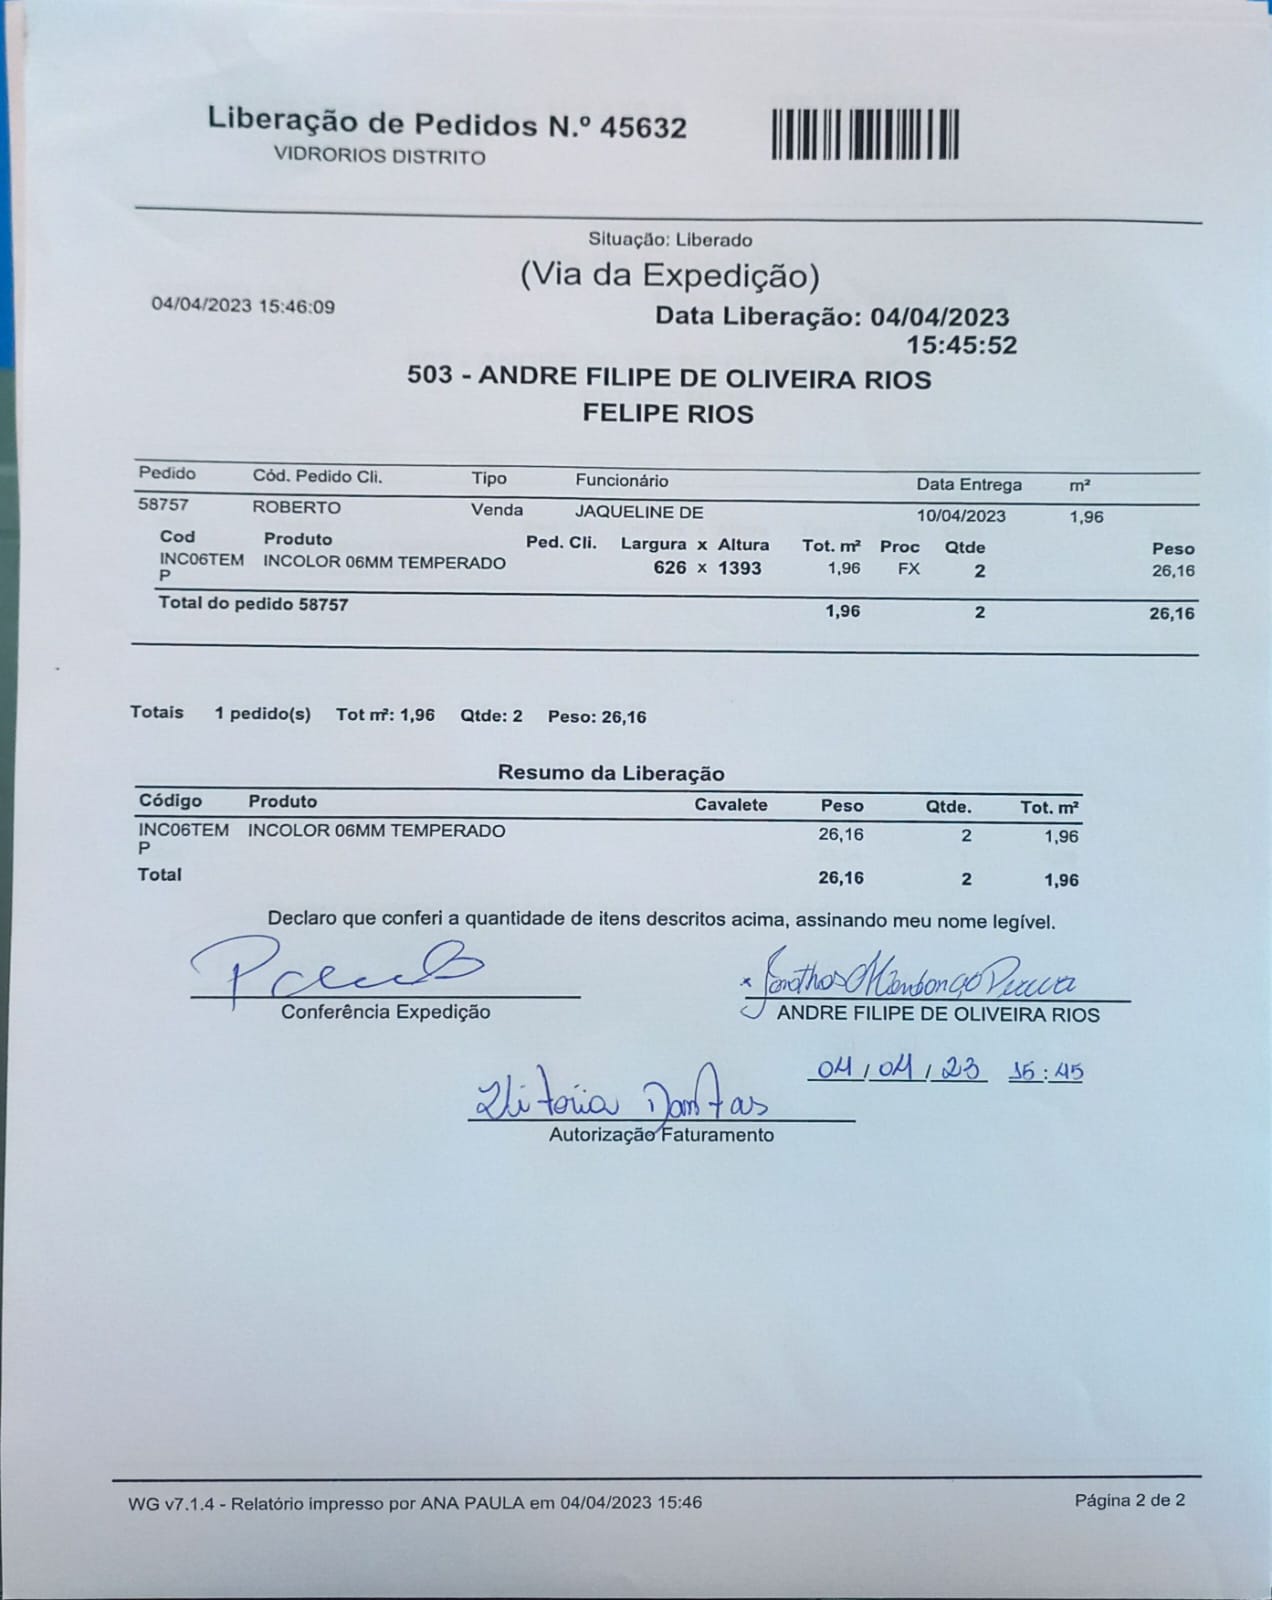 Liberação de Pedidos N.º 45632
VIDRORIOS DISTRITO
Situação: Liberado
(Via da Expedição)
04/04/2023 15:46:09
Data Liberação: 04/04/2023
15:45:52
503 - ANDRE FILIPE DE OLIVEIRA RIOS
FELIPE RIOS
Pedido Cód. Pedido Cli. Tipo Funcionário Data Entrega m²
58757 ROBERTO Venda JAQUELINE DE 10/04/2023 1,96
Cod Produto Ped. Cli. Largura x Altura Tot. m² Proc Qtde Peso
INC06TEM INCOLOR 06MM TEMPERADO 626 x 1393 1,96 FX 2 26,16
P
Total do pedido 58757 1,96 2 26,16
Totais 1 pedido(s) Tot m²: 1,96 Qtde: 2 Peso: 26,16
Resumo da Liberação
Código Produto Cavalete Peso Qtde. Tot. m²
INC06TEM INCOLOR 06MM TEMPERADO 26,16 2 1,96
P
Total 26,16 2 1,96
Declaro que conferi a quantidade de itens descritos acima, assinando meu nome legível.
Conferência Expedição
ANDRE FILIPE DE OLIVEIRA RIOS
04/04/23 15:45
Vitória Dantas
Autorização Faturamento
WG v7.1.4 - Relatório impresso por ANA PAULA em 04/04/2023 15:46
Página 2 de 2